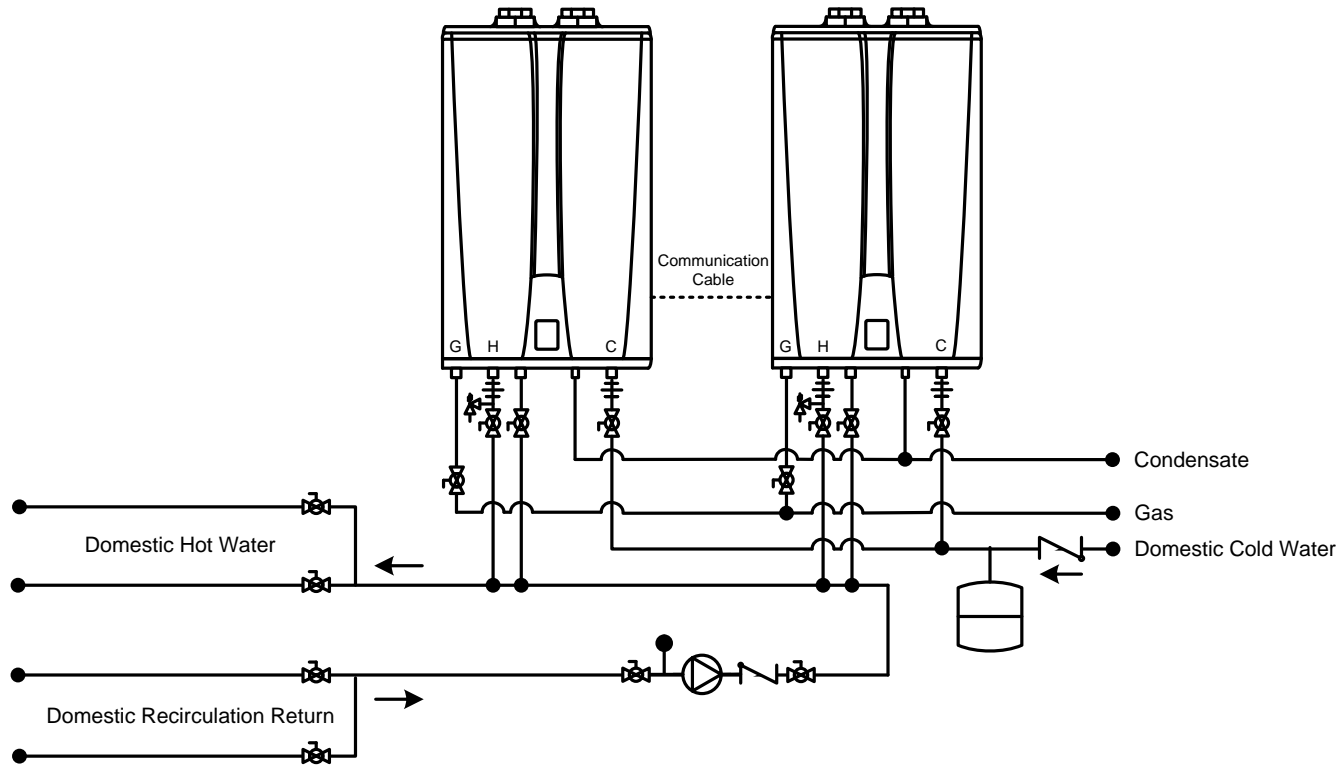 Communication
Cable
G H C
G H C
Condensate
Gas
Domestic Hot Water
Domestic Cold Water
Domestic Recirculation Return